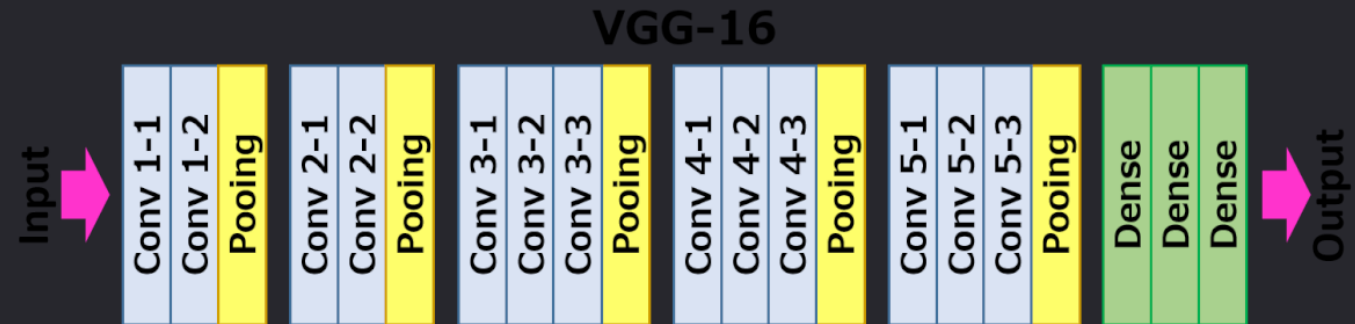 VGG-16
Input
Conv 1-1
Conv 1-2
Pooing
Conv 2-1
Conv 2-2
Pooing
Conv 3-1
Conv 3-2
Conv 3-3
Pooing
Conv 4-1
Conv 4-2
Conv 4-3
Pooing
Conv 5-1
Conv 5-2
Conv 5-3
Pooing
Dense
Dense
Dense
Output